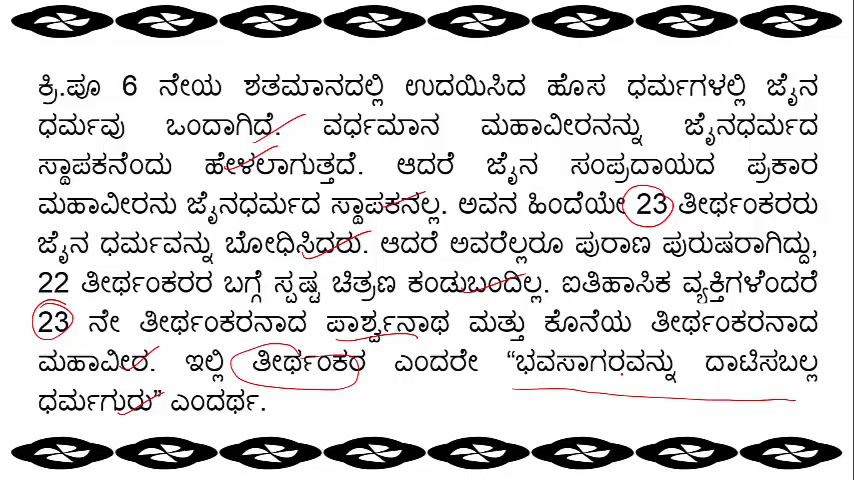 ಕ್ರಿ.ಪೂ 6 ನೇಯ ಶತಮಾನದಲ್ಲಿ ಉದಯಿಸಿದ ಹೊಸ ಧರ್ಮಗಳಲ್ಲಿ ಜೈನ
ಧರ್ಮವು ಒಂದಾಗಿದೆ. ವರ್ಧಮಾನ ಮಹಾವೀರನನ್ನು ಜೈನಧರ್ಮದ
ಸ್ಥಾಪಕನೆಂದು ಹೇಳಲಾಗುತ್ತದೆ. ಆದರೆ ಜೈನ ಸಂಪ್ರದಾಯದ ಪ್ರಕಾರ
ಮಹಾವೀರನು ಜೈನಧರ್ಮದ ಸ್ಥಾಪಕನಲ್ಲ. ಅವನ ಹಿಂದೆಯೇ 23 ತೀರ್ಥಂಕರರು
ಜೈನ ಧರ್ಮವನ್ನು ಬೋಧಿಸಿದರು. ಆದರೆ ಅವರೆಲ್ಲರೂ ಪುರಾಣ ಪುರುಷರಾಗಿದ್ದು,
22 ತೀರ್ಥಂಕರರ ಬಗ್ಗೆ ಸ್ಪಷ್ಟ ಚಿತ್ರಣ ಕಂಡುಬಂದಿಲ್ಲ. ಐತಿಹಾಸಿಕ ವ್ಯಕ್ತಿಗಳೆಂದರೆ
23 ನೇ ತೀರ್ಥಂಕರನಾದ ಪಾರ್ಶ್ವನಾಥ ಮತ್ತು ಕೊನೆಯ ತೀರ್ಥಂಕರನಾದ
ಮಹಾವೀರ. ಇಲ್ಲಿ ತೀರ್ಥಂಕರ ಎಂದರೇ “ಭವಸಾಗರವನ್ನು ದಾಟಿಸಬಲ್ಲ
ಧರ್ಮಗುರು” ಎಂದರ್ಥ.